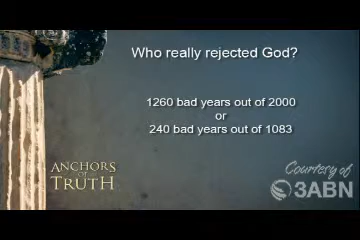 Who really rejected God?
1260 bad years out of 2000
or
240 bad years out of 1083
ANCHORS
OF
TRUTH
Courtesy of
3ABN